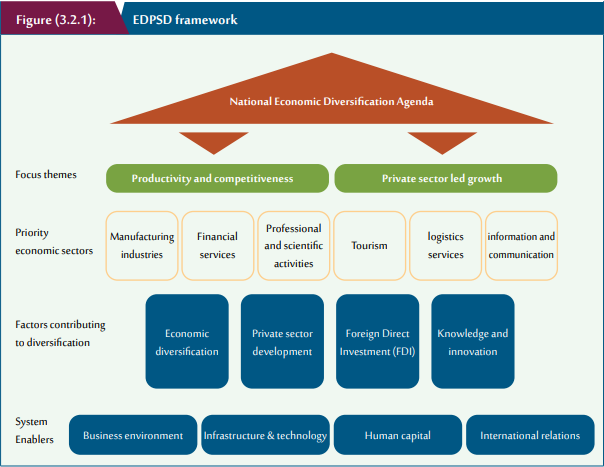 Figure (3.2.1): EDPSD framework
National Economic Diversification Agenda
Focus themes
Productivity and competitiveness
Private sector led growth
Priority
economic sectors
Manufacturing
industries
Financial
services
Professional
and scientific
activities
Tourism
logistics
services
information and
communication
Factors contributing
to diversification
Economic
diversification
Private sector
development
Foreign Direct
Investment (FDI)
Knowledge and
innovation
System
Enablers
Business environment
Infrastructure & technology
Human capital
International relations